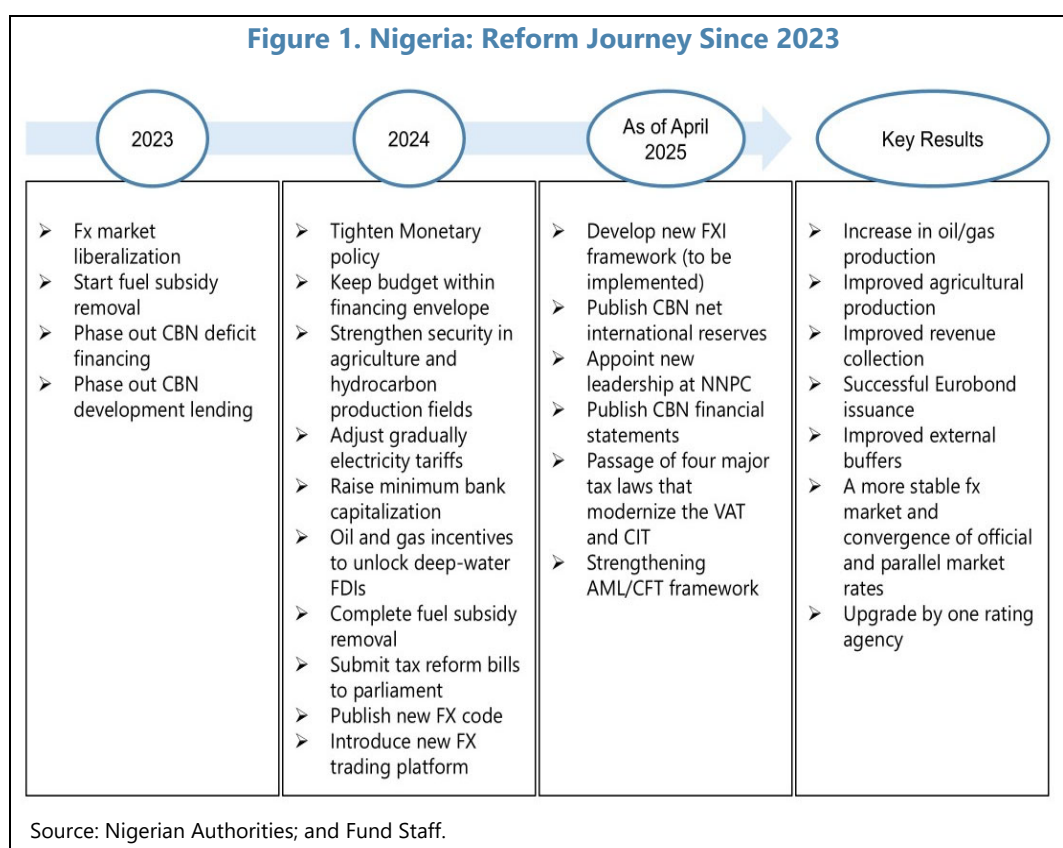 Figure 1. Nigeria: Reform Journey Since 2023
2023
2024
As of April
2025
Key Results
➢ Fx market
liberalization
➢ Start fuel subsidy
removal
➢ Phase out CBN deficit
financing
➢ Phase out CBN
development lending
➢ Tighten Monetary
policy
➢ Keep budget within
financing envelope
➢ Strengthen security in
agriculture and
hydrocarbon
production fields
➢ Adjust gradually
electricity tariffs
➢ Raise minimum bank
capitalization
➢ Oil and gas incentives
to unlock deep-water
FDIs
➢ Complete fuel subsidy
removal
➢ Submit tax reform bills
to parliament
➢ Publish new FX code
➢ Introduce new FX
trading platform
➢ Develop new FXI
framework (to be
implemented)
➢ Publish CBN net
international reserves
➢ Appoint new
leadership at NNPC
➢ Publish CBN financial
statements
➢ Passage of four major
tax laws that
modernize the VAT
and CIT
➢ Strengthening
AML/CFT framework
➢ Increase in oil/gas
production
➢ Improved agricultural
production
➢ Improved revenue
collection
➢ Successful Eurobond
issuance
➢ Improved external
buffers
➢ A more stable fx
market and
convergence of official
and parallel market
rates
➢ Upgrade by one rating
agency
Source: Nigerian Authorities; and Fund Staff.